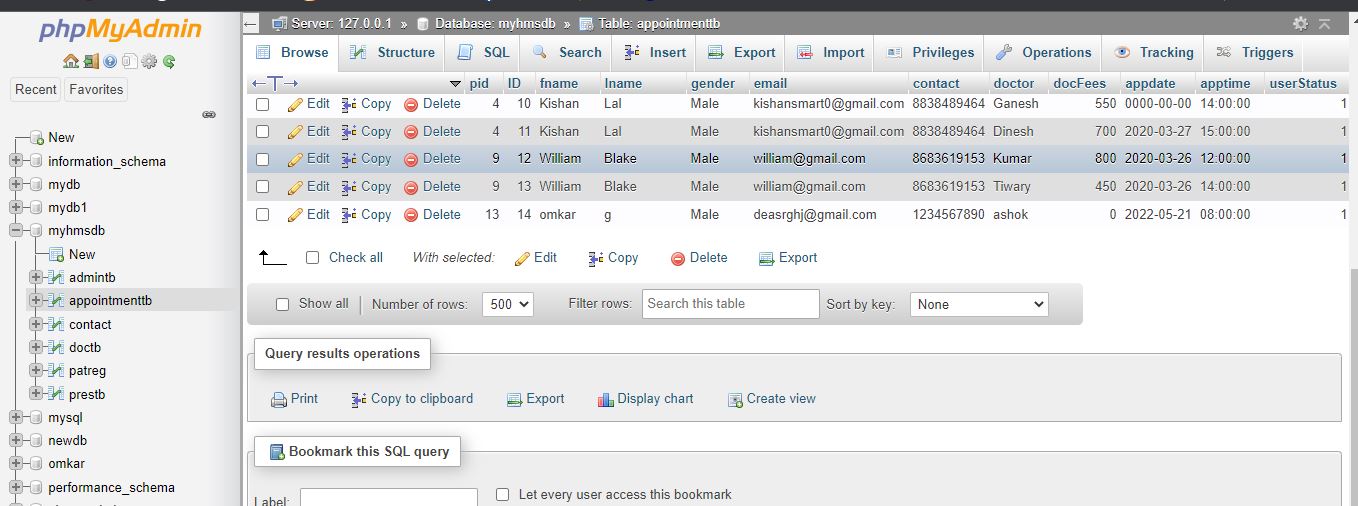 phpMyAdmin
Recent Favorites
New
information_schema
mydb
mydb1
myhmsdb
New
admintb
appointmenttb
contact
doctb
patreg
prestb
mysql
newdb
omkar
performance_schema
Server: 127.0.0.1 » Database: myhmsdb » Table: appointmenttb
Browse Structure SQL Search Insert Export Import Privileges Operations Tracking Triggers
pid ID fname lname gender email contact doctor docFees appdate apptime userStatus
Edit Copy Delete 4 10 Kishan Lal Male kishansmart0@gmail.com 8838489464 Ganesh 550 0000-00-00 14:00:00 1
Edit Copy Delete 4 11 Kishan Lal Male kishansmart0@gmail.com 8838489464 Dinesh 700 2020-03-27 15:00:00 1
Edit Copy Delete 9 12 William Blake Male william@gmail.com 8683619153 Kumar 800 2020-03-26 12:00:00 1
Edit Copy Delete 9 13 William Blake Male william@gmail.com 8683619153 Tiwary 450 2020-03-26 14:00:00 1
Edit Copy Delete 13 14 omkar g Male deasrghj@gmail.com 1234567890 ashok 0 2022-05-21 08:00:00 1
Check all With selected: Edit Copy Delete Export
Show all Number of rows: 500 Filter rows: Search this table Sort by key: None
Query results operations
Print Copy to clipboard Export Display chart Create view
Bookmark this SQL query
Label: Let every user access this bookmark